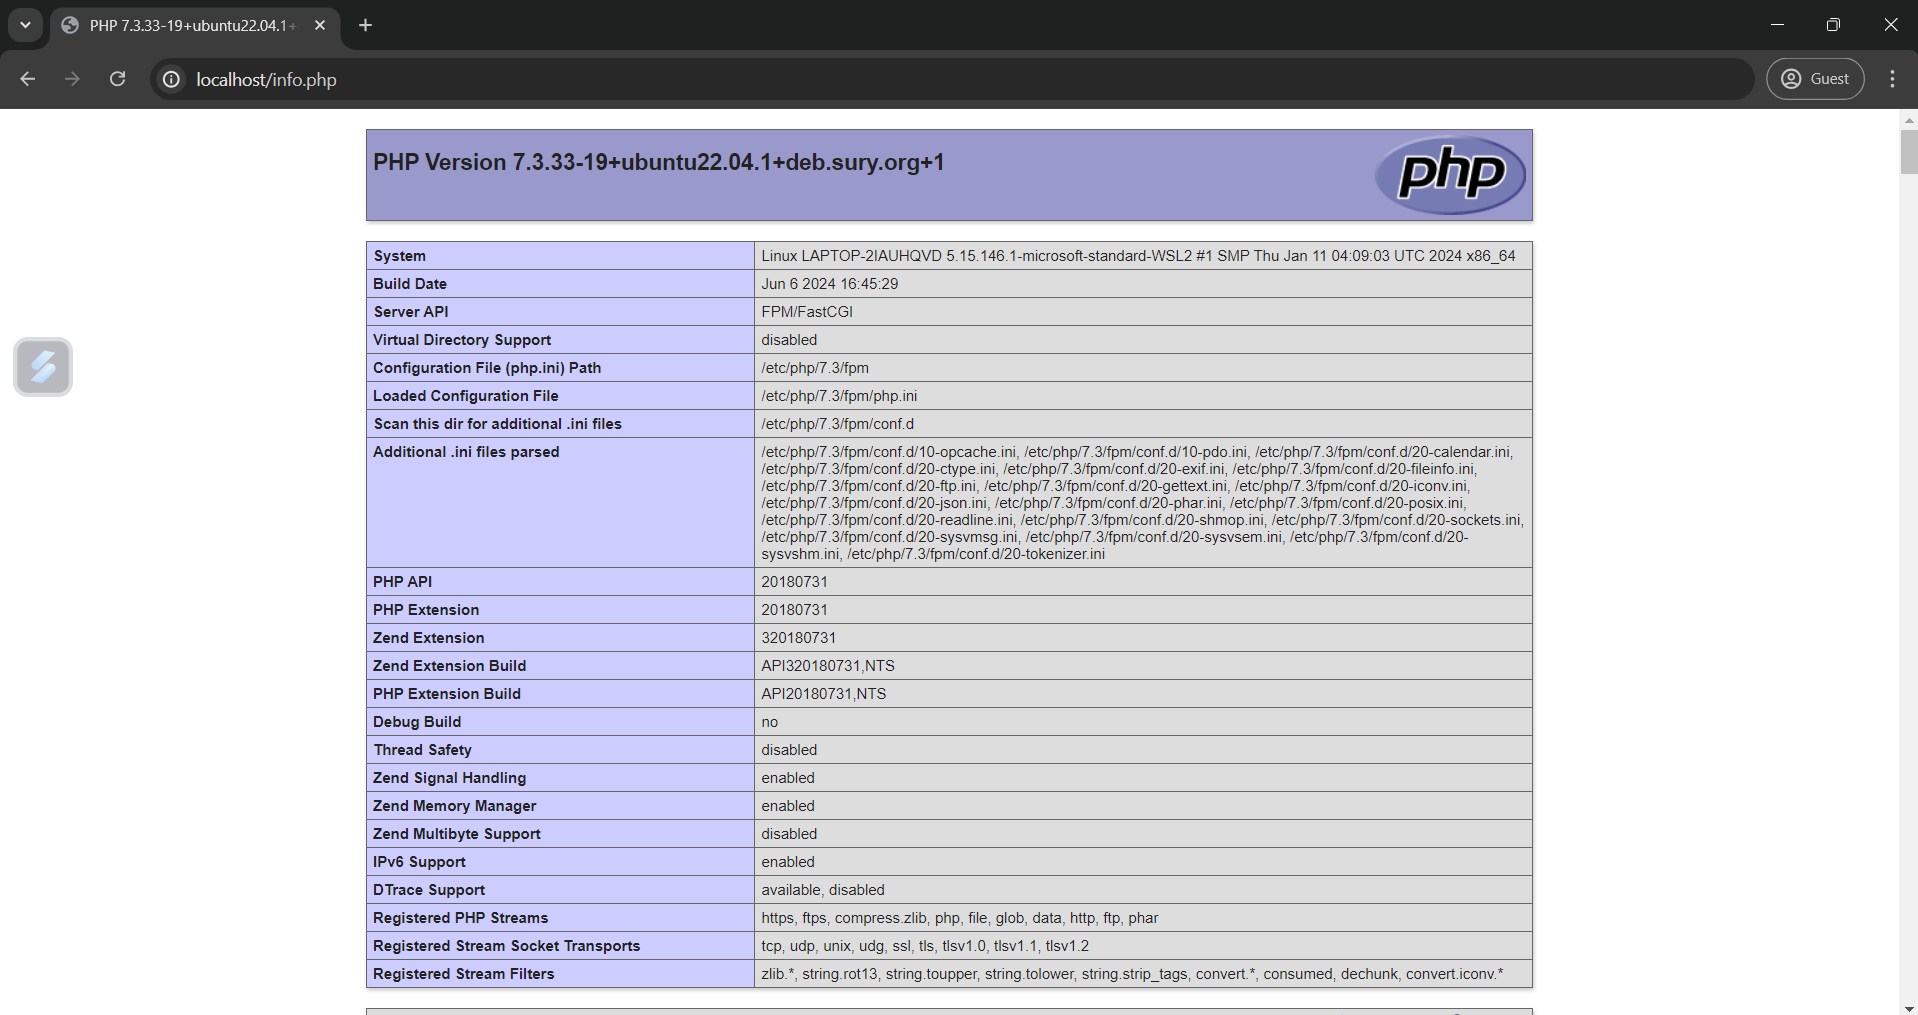 PHP 7.3.33-19+ubuntu22.04.1+
localhost/info.php
Guest
PHP Version 7.3.33-19+ubuntu22.04.1+deb.sury.org+1
php
System Linux LAPTOP-2IAUHQVD 5.15.146.1-microsoft-standard-WSL2 #1 SMP Thu Jan 11 04:09:03 UTC 2024 x86_64
Build Date Jun 6 2024 16:45:29
Server API FPM/FastCGI
Virtual Directory Support disabled
Configuration File (php.ini) Path /etc/php/7.3/fpm
Loaded Configuration File /etc/php/7.3/fpm/php.ini
Scan this dir for additional .ini files /etc/php/7.3/fpm/conf.d
Additional .ini files parsed /etc/php/7.3/fpm/conf.d/10-opcache.ini, /etc/php/7.3/fpm/conf.d/10-pdo.ini, /etc/php/7.3/fpm/conf.d/20-calendar.ini,
/etc/php/7.3/fpm/conf.d/20-ctype.ini, /etc/php/7.3/fpm/conf.d/20-exif.ini, /etc/php/7.3/fpm/conf.d/20-fileinfo.ini,
/etc/php/7.3/fpm/conf.d/20-ftp.ini, /etc/php/7.3/fpm/conf.d/20-gettext.ini, /etc/php/7.3/fpm/conf.d/20-iconv.ini,
/etc/php/7.3/fpm/conf.d/20-json.ini, /etc/php/7.3/fpm/conf.d/20-phar.ini, /etc/php/7.3/fpm/conf.d/20-posix.ini,
/etc/php/7.3/fpm/conf.d/20-readline.ini, /etc/php/7.3/fpm/conf.d/20-shmop.ini, /etc/php/7.3/fpm/conf.d/20-sockets.ini,
/etc/php/7.3/fpm/conf.d/20-sysvmsg.ini, /etc/php/7.3/fpm/conf.d/20-sysvsem.ini, /etc/php/7.3/fpm/conf.d/20-
sysvshm.ini, /etc/php/7.3/fpm/conf.d/20-tokenizer.ini
PHP API 20180731
PHP Extension 20180731
Zend Extension 320180731
Zend Extension Build API320180731,NTS
PHP Extension Build API20180731,NTS
Debug Build no
Thread Safety disabled
Zend Signal Handling enabled
Zend Memory Manager enabled
Zend Multibyte Support disabled
IPv6 Support enabled
DTrace Support available, disabled
Registered PHP Streams https, ftps, compress.zlib, php, file, glob, data, http, ftp, phar
Registered Stream Socket Transports tcp, udp, unix, udg, ssl, tls, tlsv1.0, tlsv1.1, tlsv1.2
Registered Stream Filters zlib.*, string.rot13, string.toupper, string.tolower, string.strip_tags, convert.*, consumed, dechunk, convert.iconv.*